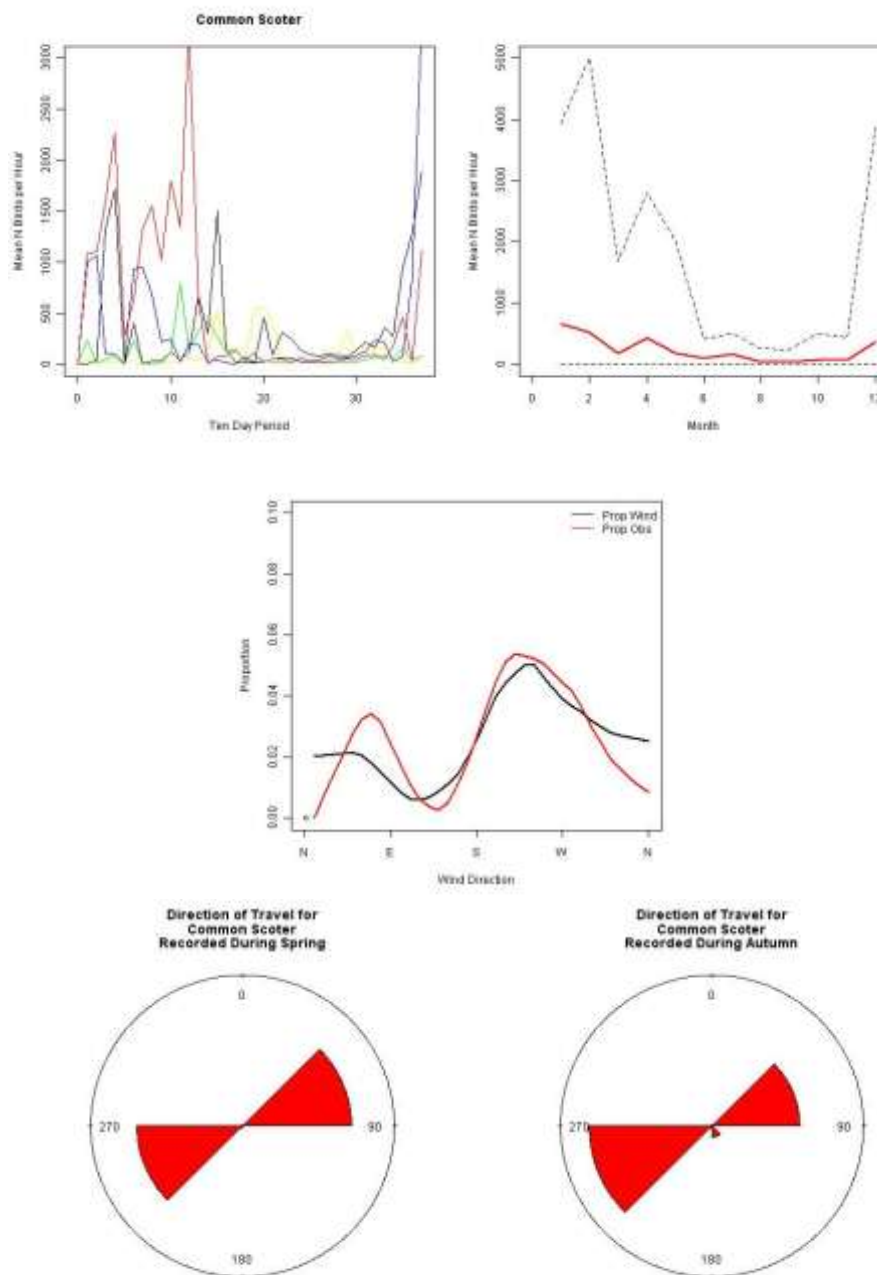 Common Scoter
Mean N Birds per Hour
0 500 1000 1500 2000 2500 3000
0 10 20 30
Ten Day Period
Mean N Birds per Hour
0 1000 2000 3000 4000 5000
0 2 4 6 8 10 12
Month
Prop Wind
Prop Obs
Proportion
0.00 0.02 0.04 0.06 0.08 0.10
N E S W N
Wind Direction
Direction of Travel for
Common Scoter
Recorded During Spring
0
270 90
180
Direction of Travel for
Common Scoter
Recorded During Autumn
0
270 90
180